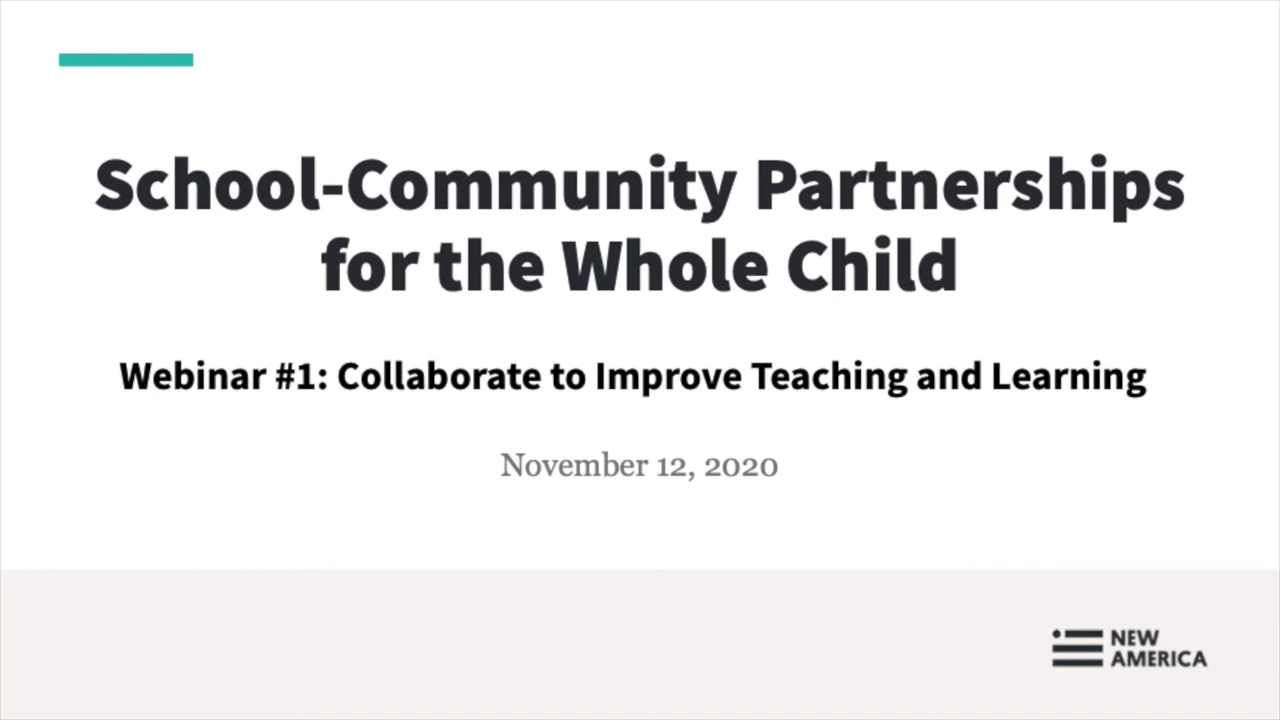 School-Community Partnerships
for the Whole Child
Webinar #1: Collaborate to Improve Teaching and Learning
November 12, 2020
NEW
AMERICA